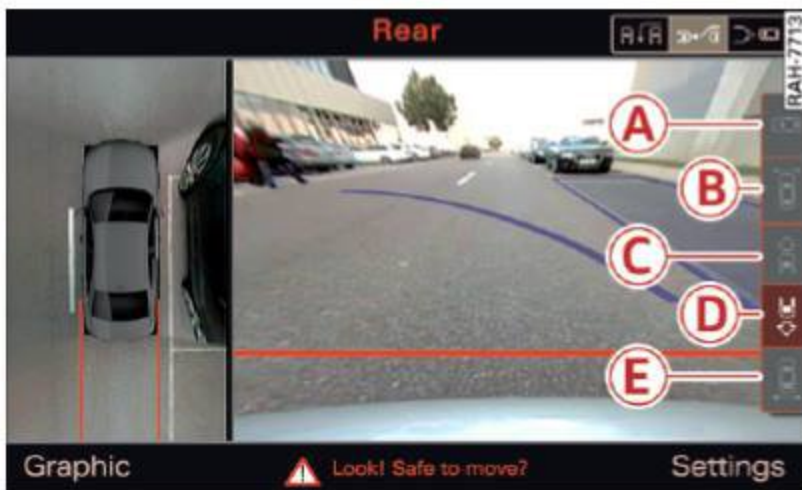 Rear
RAH-7713
A
B
C
D
E
Graphic
Look! Safe to move?
Settings